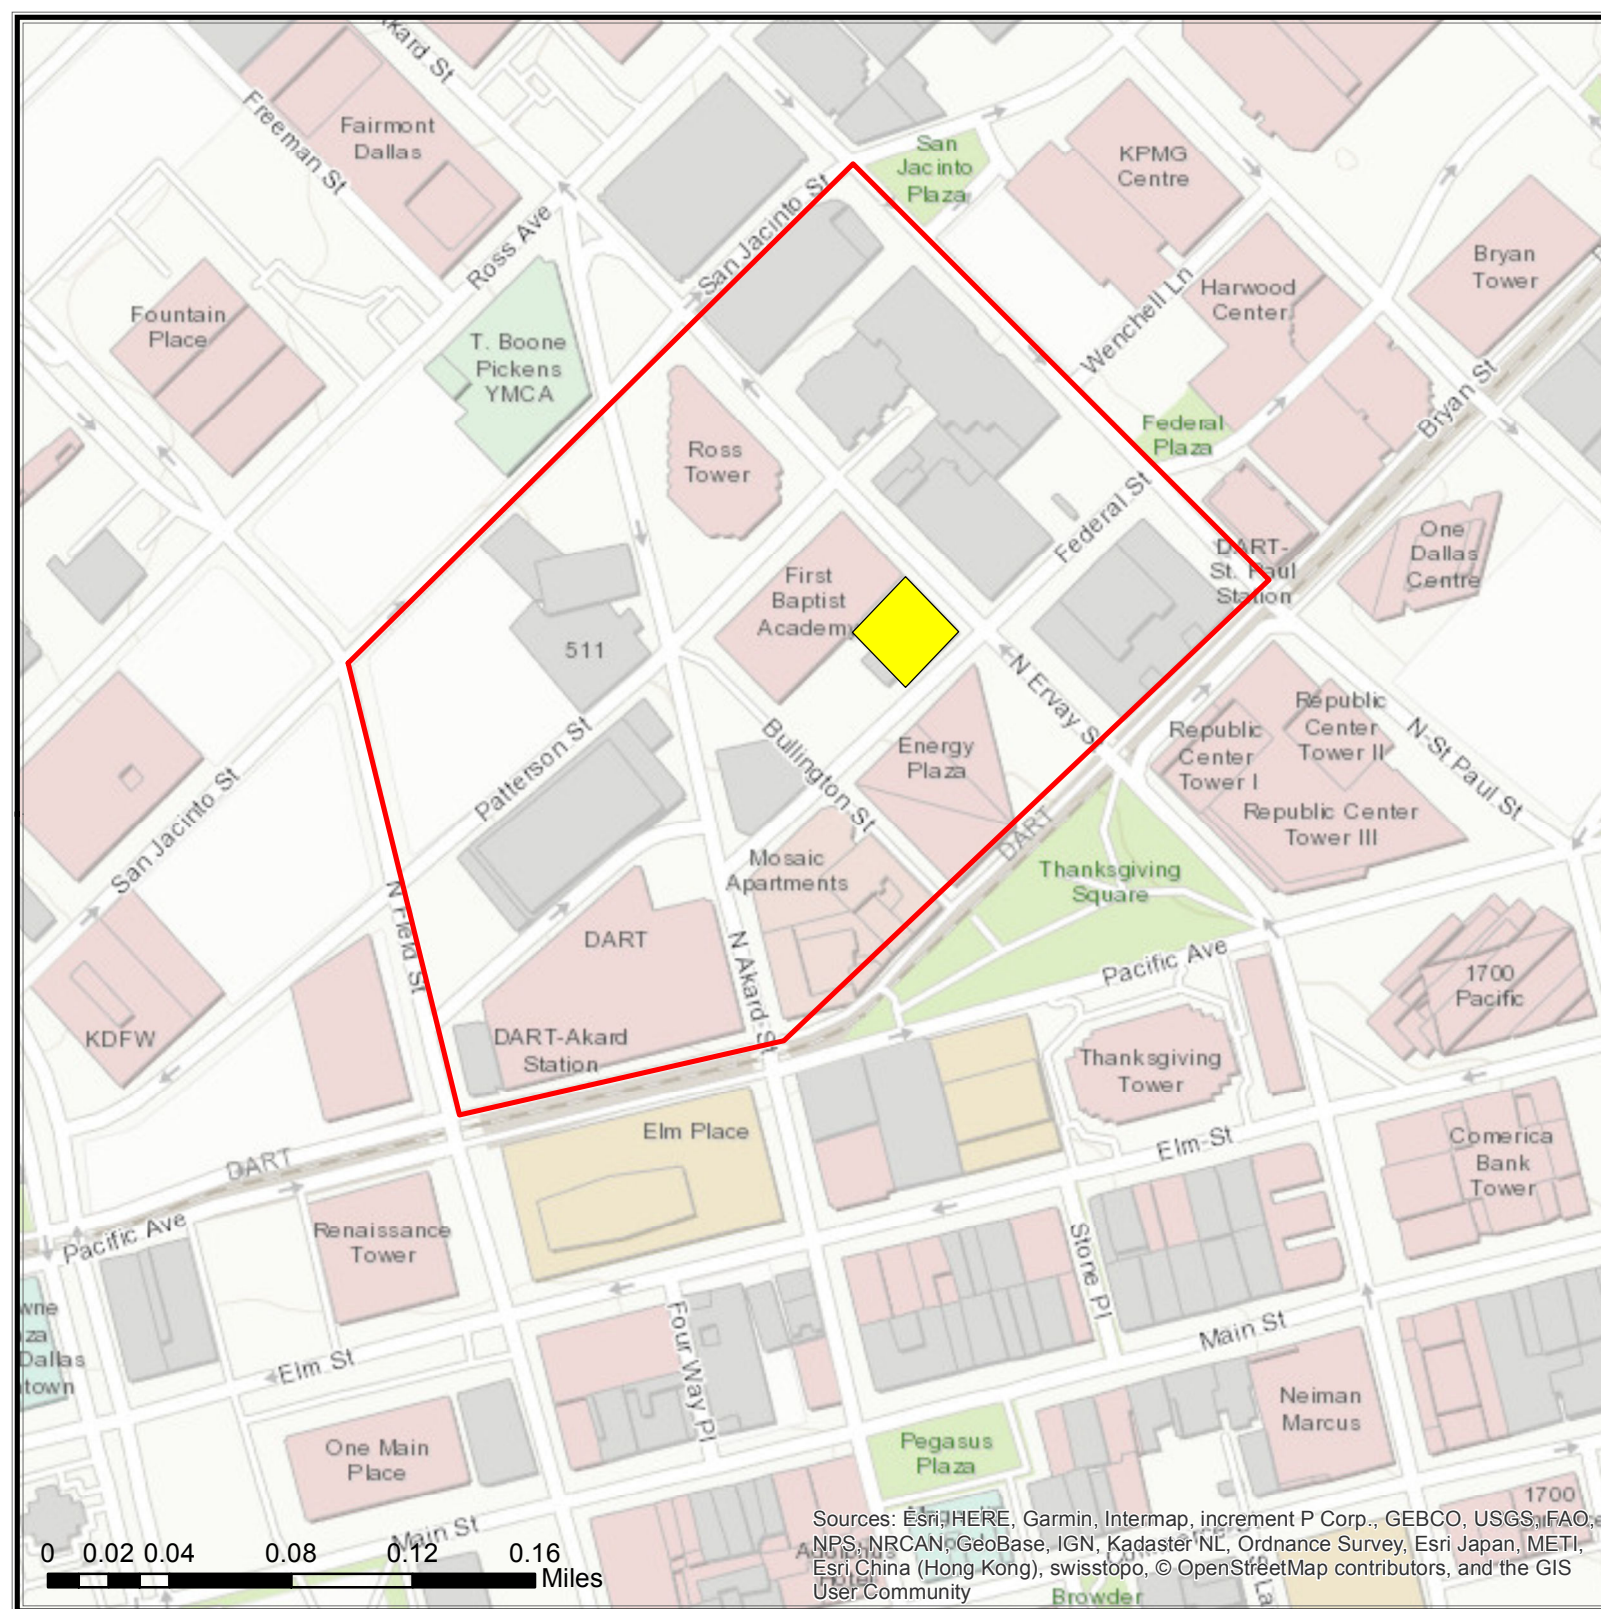 Akard St
Freeman St
Fairmont
Dallas
San
Jacinto
Plaza
KPMG
Centre
Ross Ave
San Jacinto St
Bryan
Tower
Fountain
Place
Harwood
Center
Wenchell Ln
T. Boone
Pickens
YMCA
Bryan St
Ross
Tower
Federal
Plaza
Federal St
One
Dallas
Centre
DART-
St. Paul
Station
First
Baptist
Academy
511
N Ervay St
Republic
Center
Tower II
Republic
Center
Tower I
N St Paul St
Republic Center
Tower III
Energy
Plaza
Bullington St
Patterson St
San Jacinto St
DART
Mosaic
Apartments
Thanksgiving
Square
N Field St
DART
N Akard St
Pacific Ave
1700
Pacific
KDFW
DART-Akard
Station
Thanksgiving
Tower
Elm Place
Elm St
Comerica
Bank
Tower
DART
Pacific Ave
Renaissance
Tower
Stone Pl
Four Way Pl
Main St
Elm St
Dallas
Neiman
Marcus
One Main
Place
Pegasus
Plaza
Main St
1700
Browder
0 0.02 0.04 0.08 0.12 0.16
Miles
Sources: Esri, HERE, Garmin, Intermap, increment P Corp., GEBCO, USGS, FAO,
NPS, NRCAN, GeoBase, IGN, Kadaster NL, Ordnance Survey, Esri Japan, METI,
Esri China (Hong Kong), swisstopo, © OpenStreetMap contributors, and the GIS
User Community